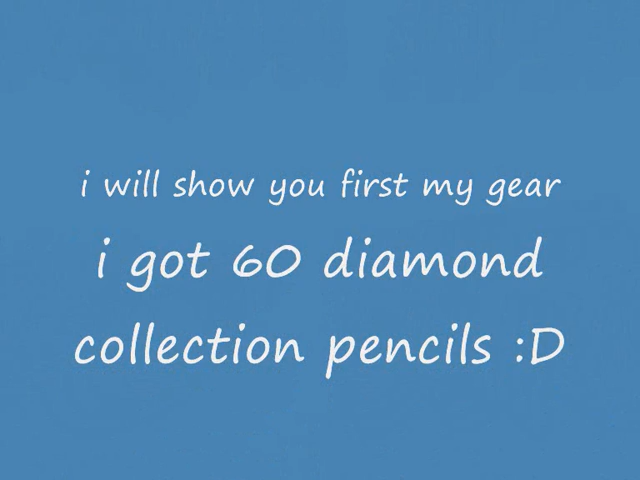 i will show you first my gear
i got 60 diamond
collection pencils :D